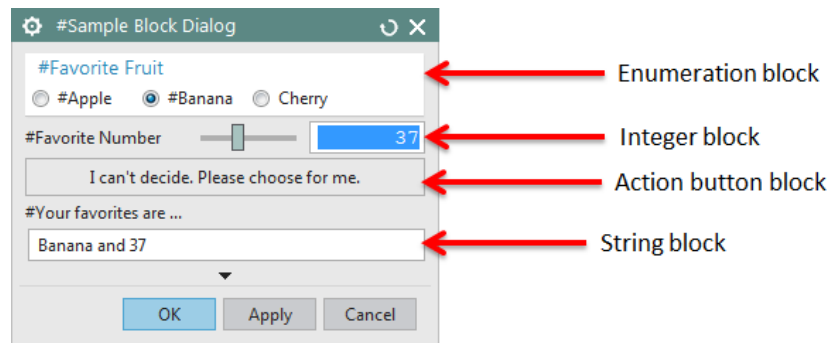 #Sample Block Dialog
#Favorite Fruit
Enumeration block
#Apple #Banana Cherry
#Favorite Number 37
Integer block
I can't decide. Please choose for me.
Action button block
#Your favorites are ...
Banana and 37
String block
OK Apply Cancel